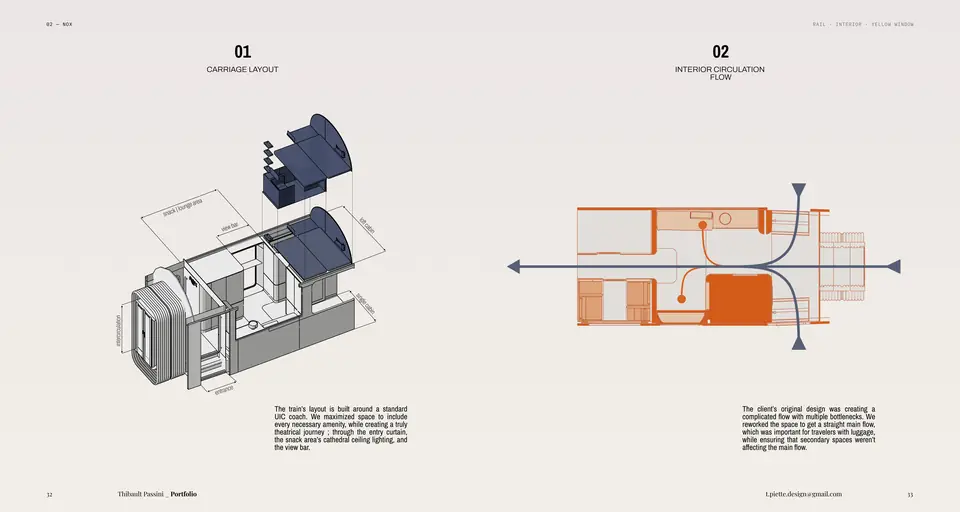 02 — NOX
RAIL - INTERIOR - YELLOW WINDOW
01
CARRIAGE LAYOUT
snack / lounge area
view bar
loft cabin
single cabin
intercirculation
entrance
The train's layout is built around a standard
UIC coach. We maximized space to include
every necessary amenity, while creating a truly
theatrical journey ; through the entry curtain,
the snack area's cathedral ceiling lighting, and
the view bar.
32
Thibault Passini _ Portfolio
02
INTERIOR CIRCULATION
FLOW
The client's original design was creating a
complicated flow with multiple bottlenecks. We
reworked the space to get a straight main flow,
which was important for travelers with luggage,
while ensuring that secondary spaces weren't
affecting the main flow.
t.piette.design@gmail.com
33